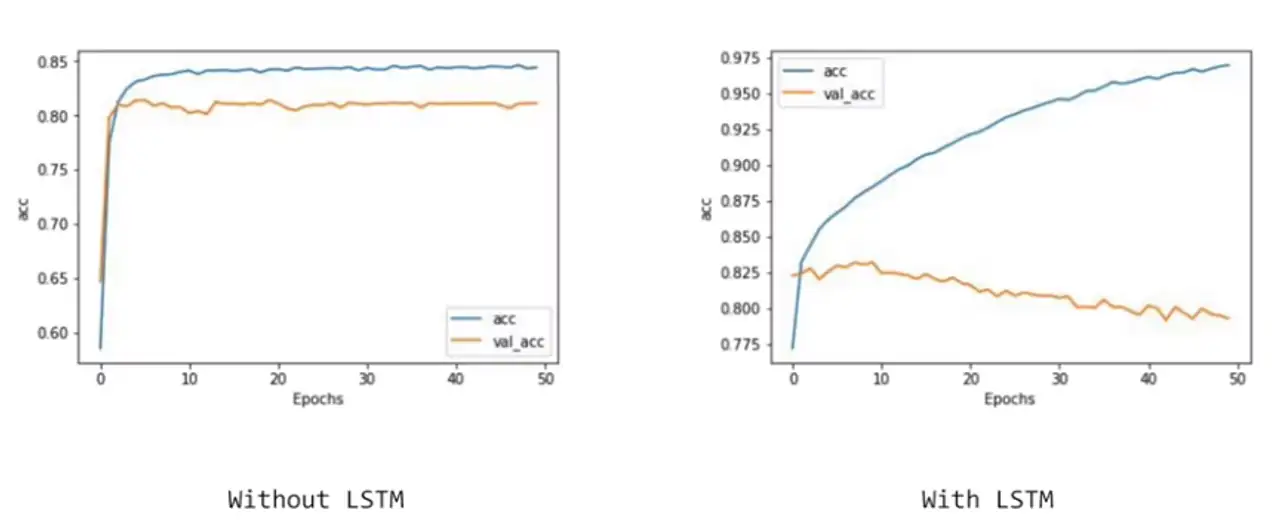 0.85
0.80
0.75
0.70
0.65
0.60
acc
acc
val_acc
0 10 20 30 40 50
Epochs
Without LSTM
0.975
0.950
0.925
0.900
0.875
0.850
0.825
0.800
0.775
acc
acc
val_acc
0 10 20 30 40 50
Epochs
With LSTM